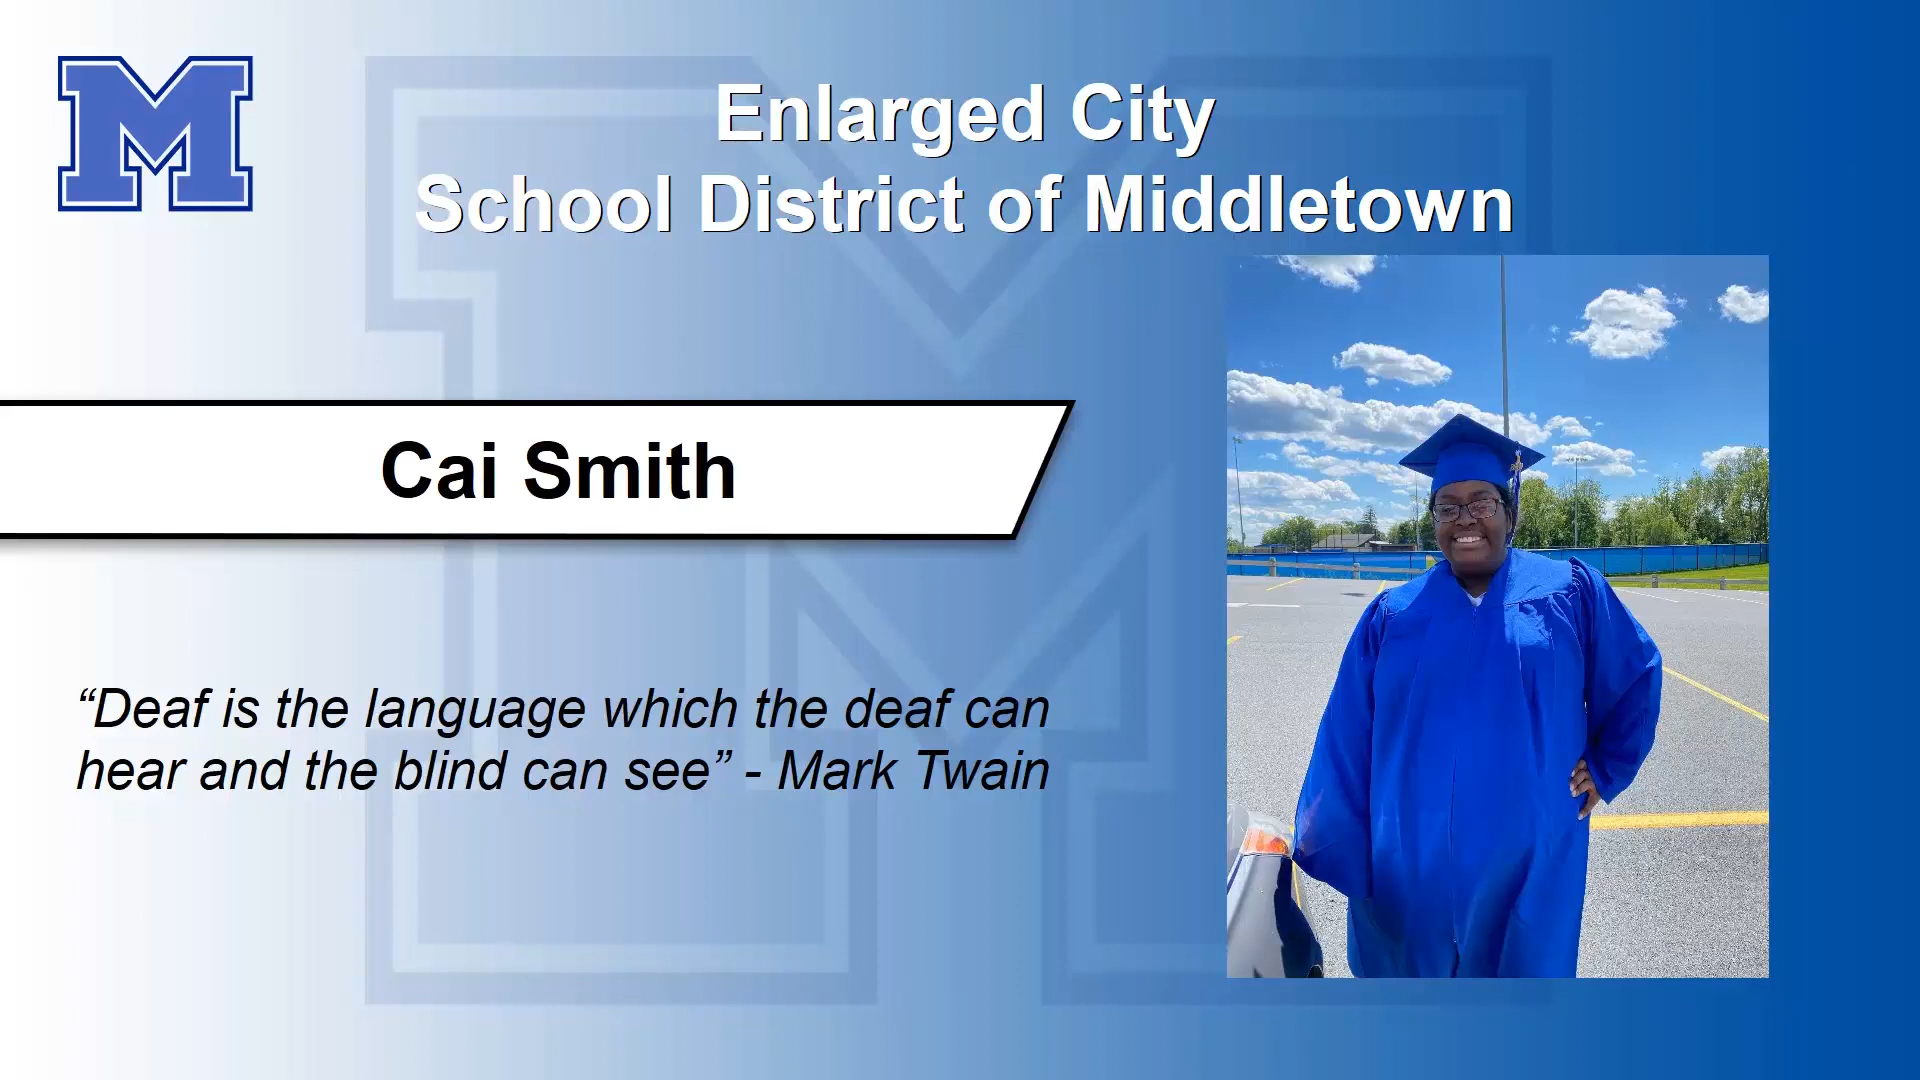 M
Enlarged City
School District of Middletown
Cai Smith
“Deaf is the language which the deaf can
hear and the blind can see” - Mark Twain